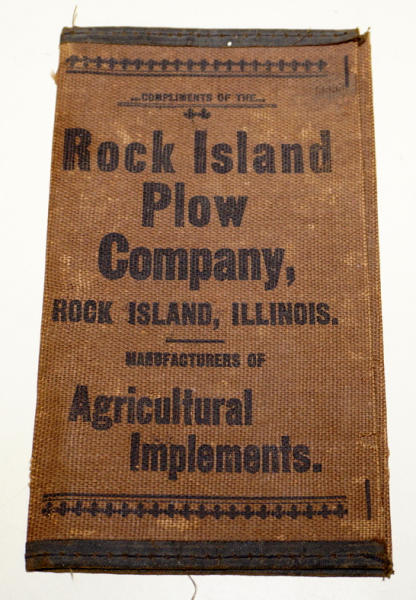 COMPLIMENTS OF THE
Rock Island
Plow
Company,
ROCK ISLAND, ILLINOIS.
MANUFACTURERS OF
Agricultural
Implements.